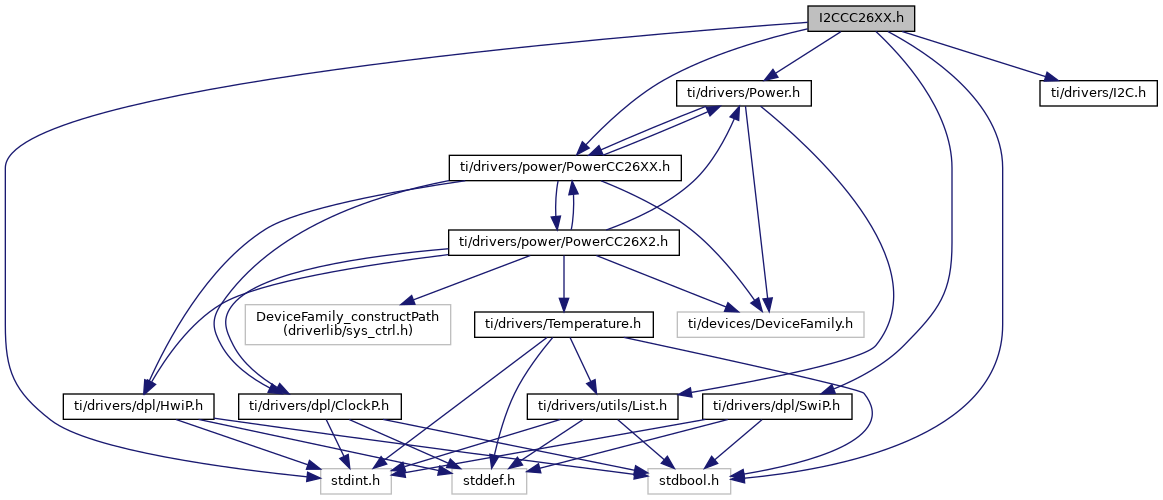 I2CCC26XX.h
ti/drivers/Power.h
ti/drivers/I2C.h
ti/drivers/power/PowerCC26XX.h
ti/drivers/power/PowerCC26X2.h
DeviceFamily_constructPath
(driverlib/sys_ctrl.h)
ti/drivers/Temperature.h
ti/devices/DeviceFamily.h
ti/drivers/dpl/HwiP.h
ti/drivers/dpl/ClockP.h
ti/drivers/utils/List.h
ti/drivers/dpl/SwiP.h
stdint.h
stddef.h
stdbool.h